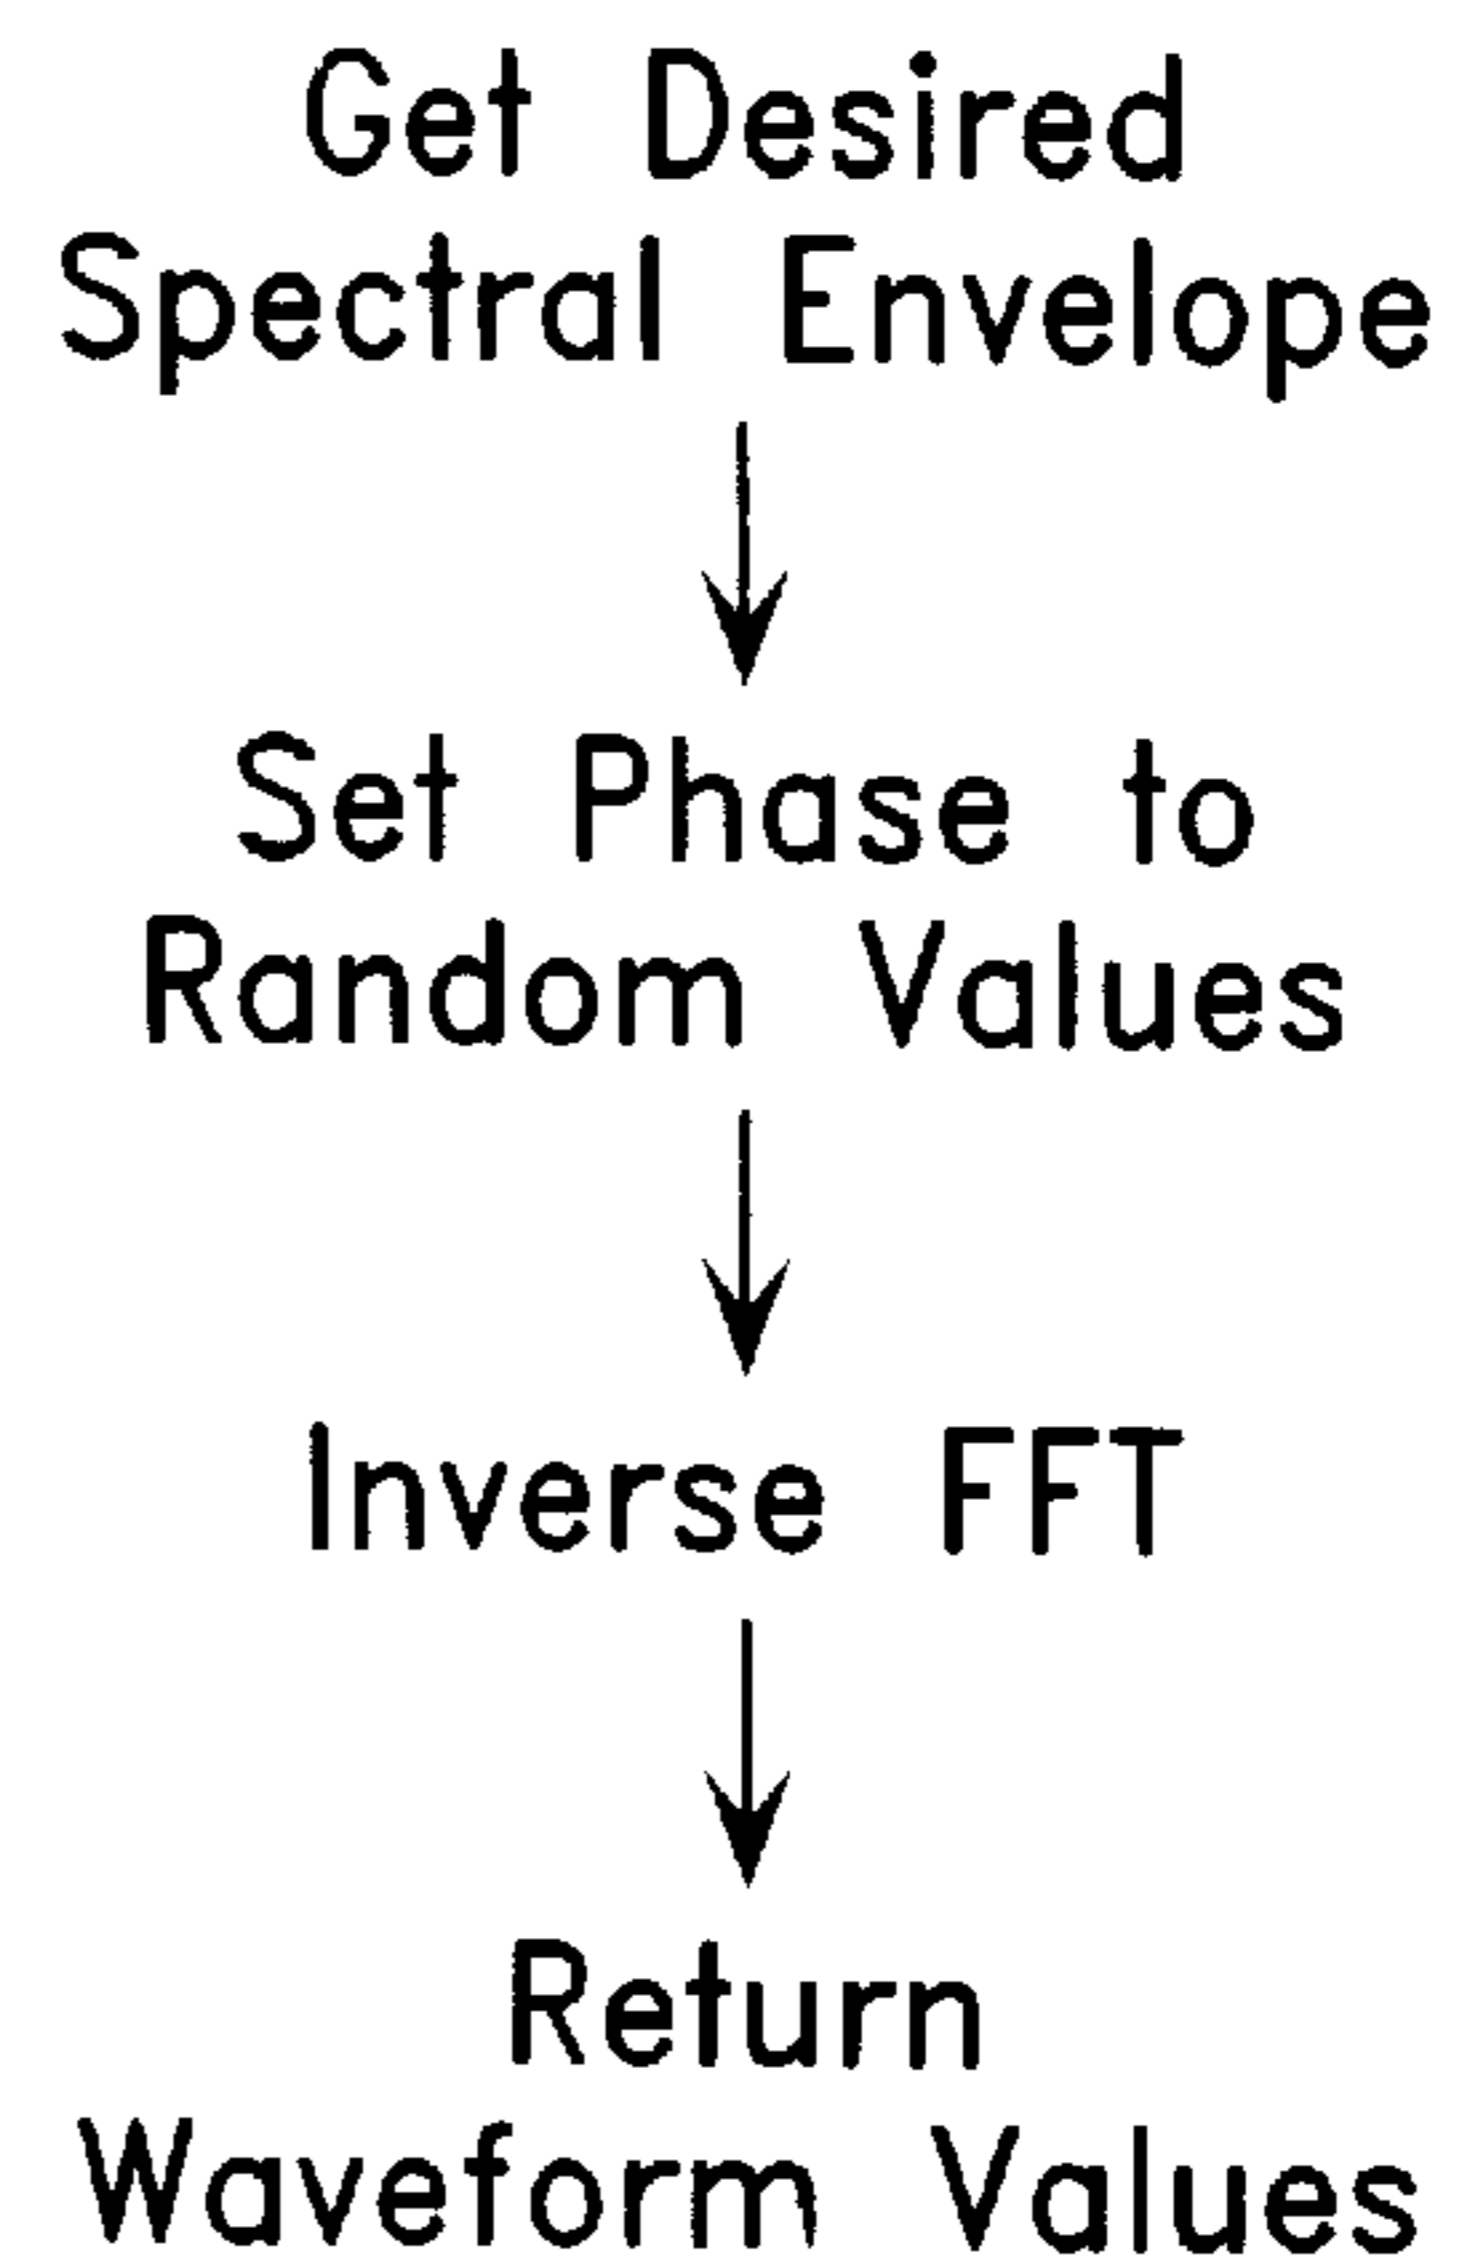 Get Desired
Spectral Envelope
Set Phase to
Random Values
Inverse FFT
Return
Waveform Values